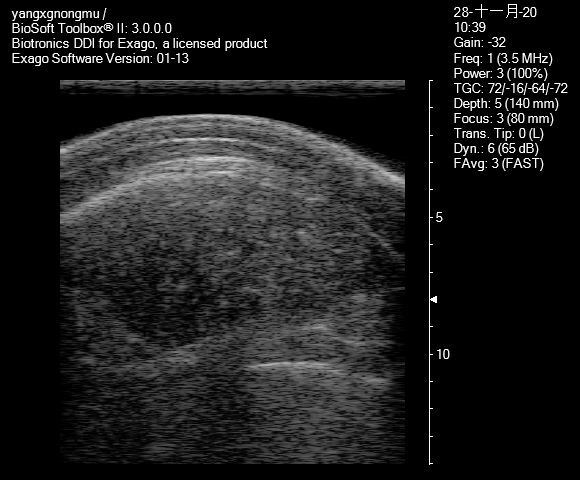 yangxgnongmu /
BioSoft Toolbox® II: 3.0.0.0
Biotronics DDI for Exago, a licensed product
Exago Software Version: 01-13
28-十一月-20
10:39
Gain: -32
Freq: 1 (3.5 MHz)
Power: 3 (100%)
TGC: 72/-16/-64/-72
Depth: 5 (140 mm)
Focus: 3 (80 mm)
Trans. Tip: 0 (L)
Dyn.: 6 (65 dB)
FAvg: 3 (FAST)
5
10